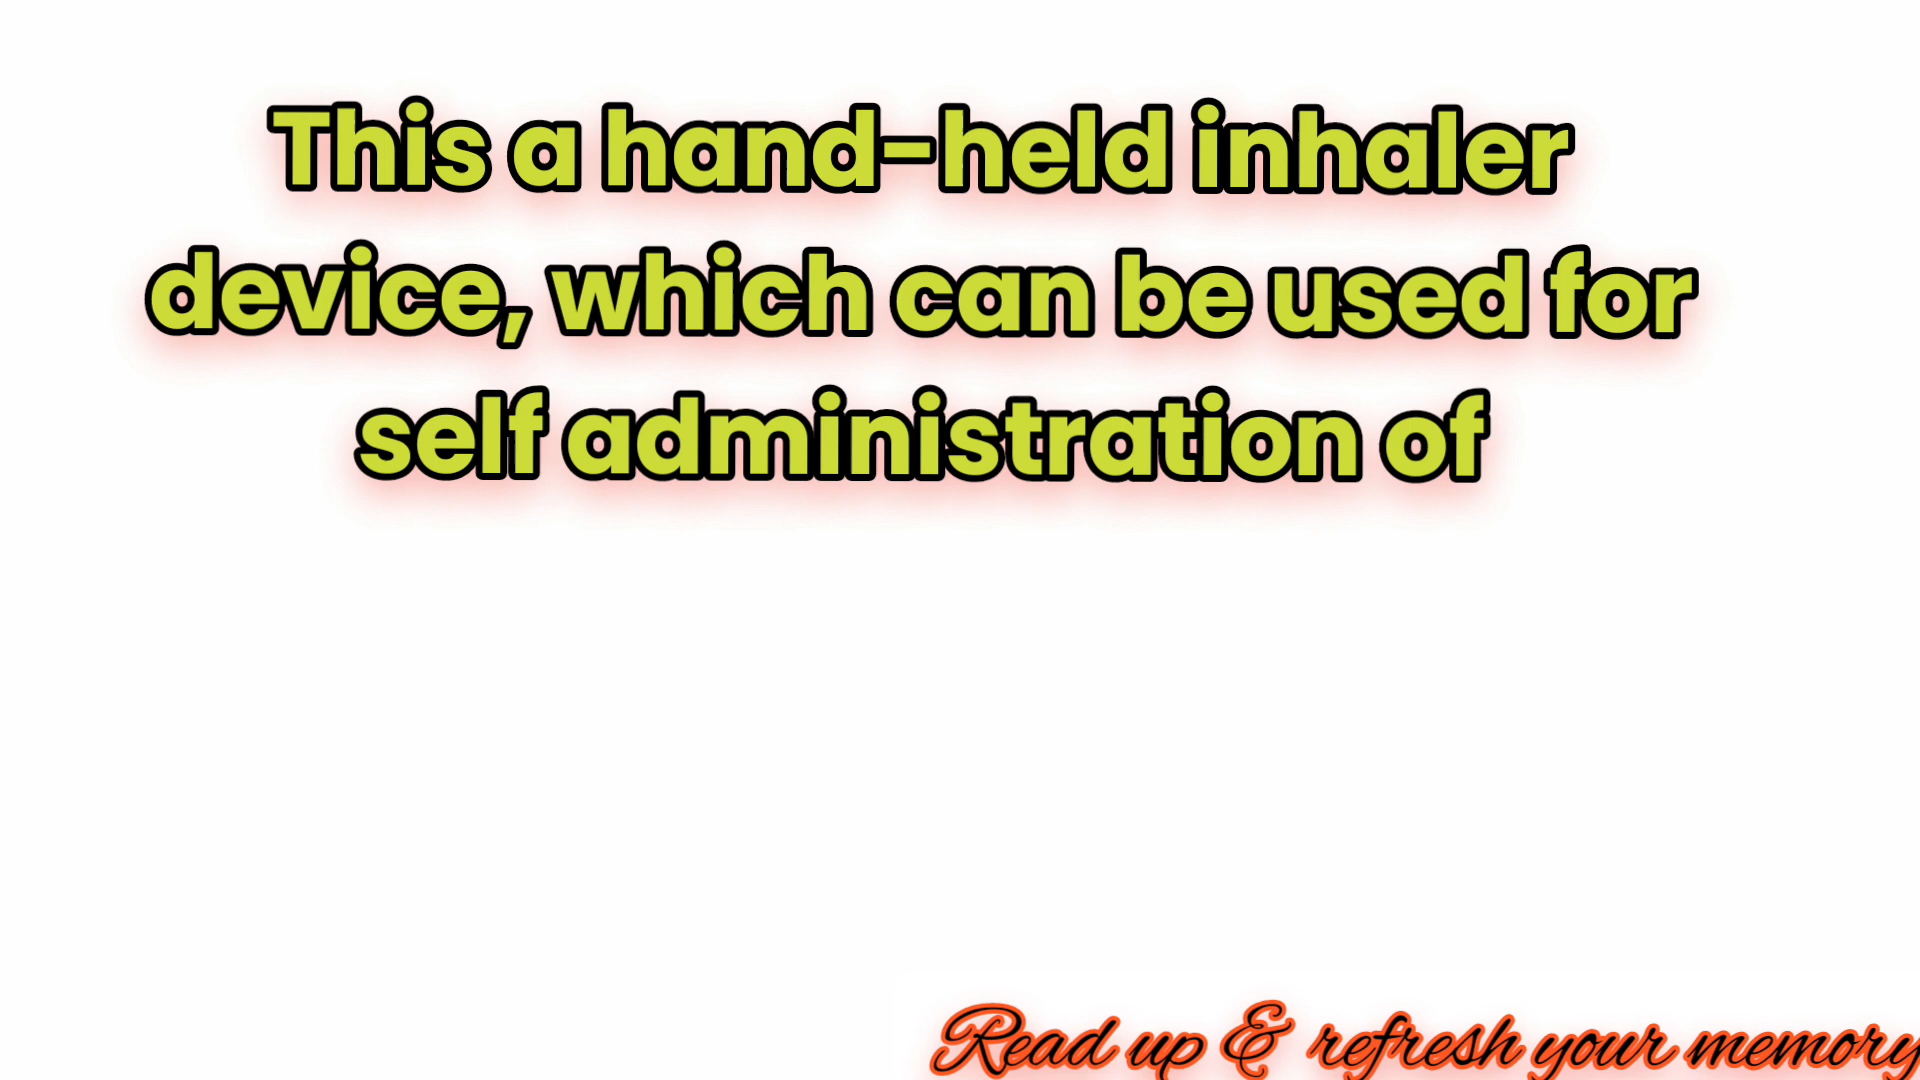 This a hand-held inhaler
device, which can be used for
self administration of
Read up & refresh your memory